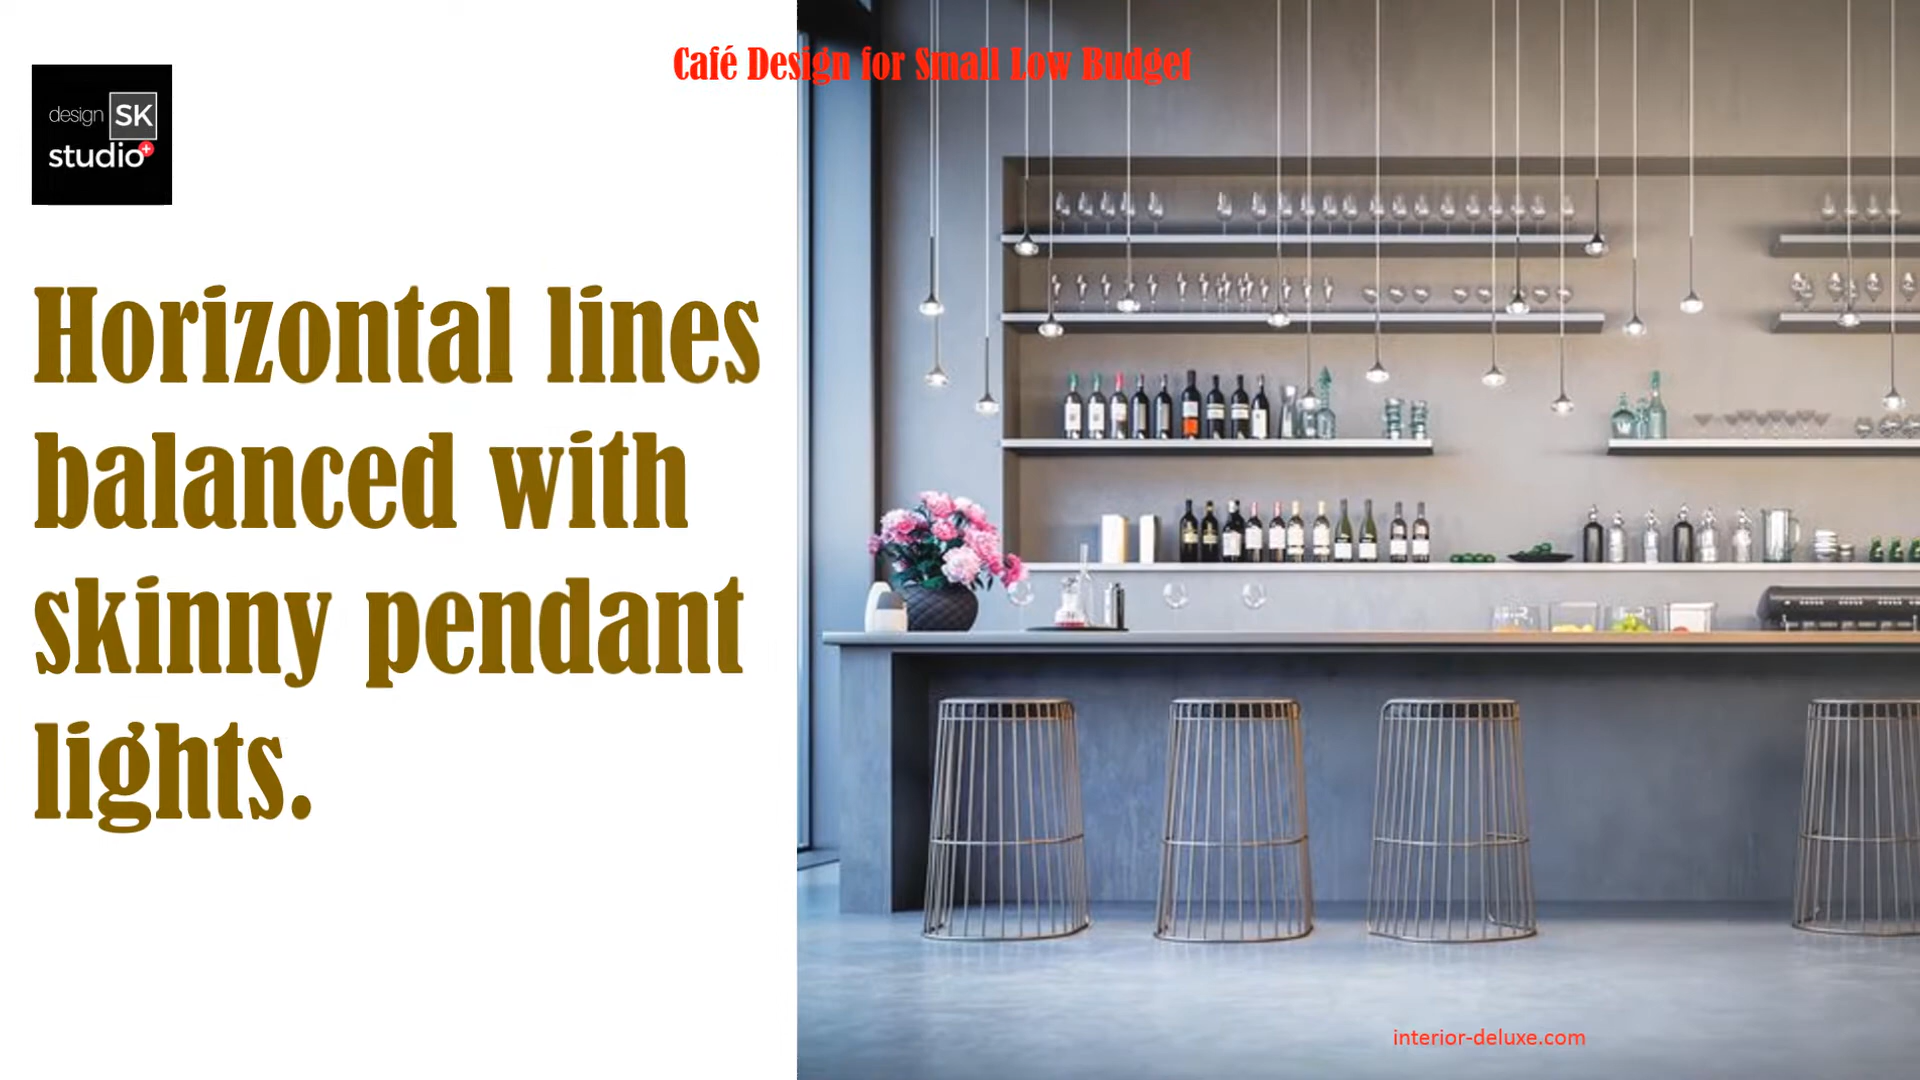 Café Design for Small Low Budget
design SK
studio+
Horizontal lines
balanced with
skinny pendant
lights.
interior-deluxe.com